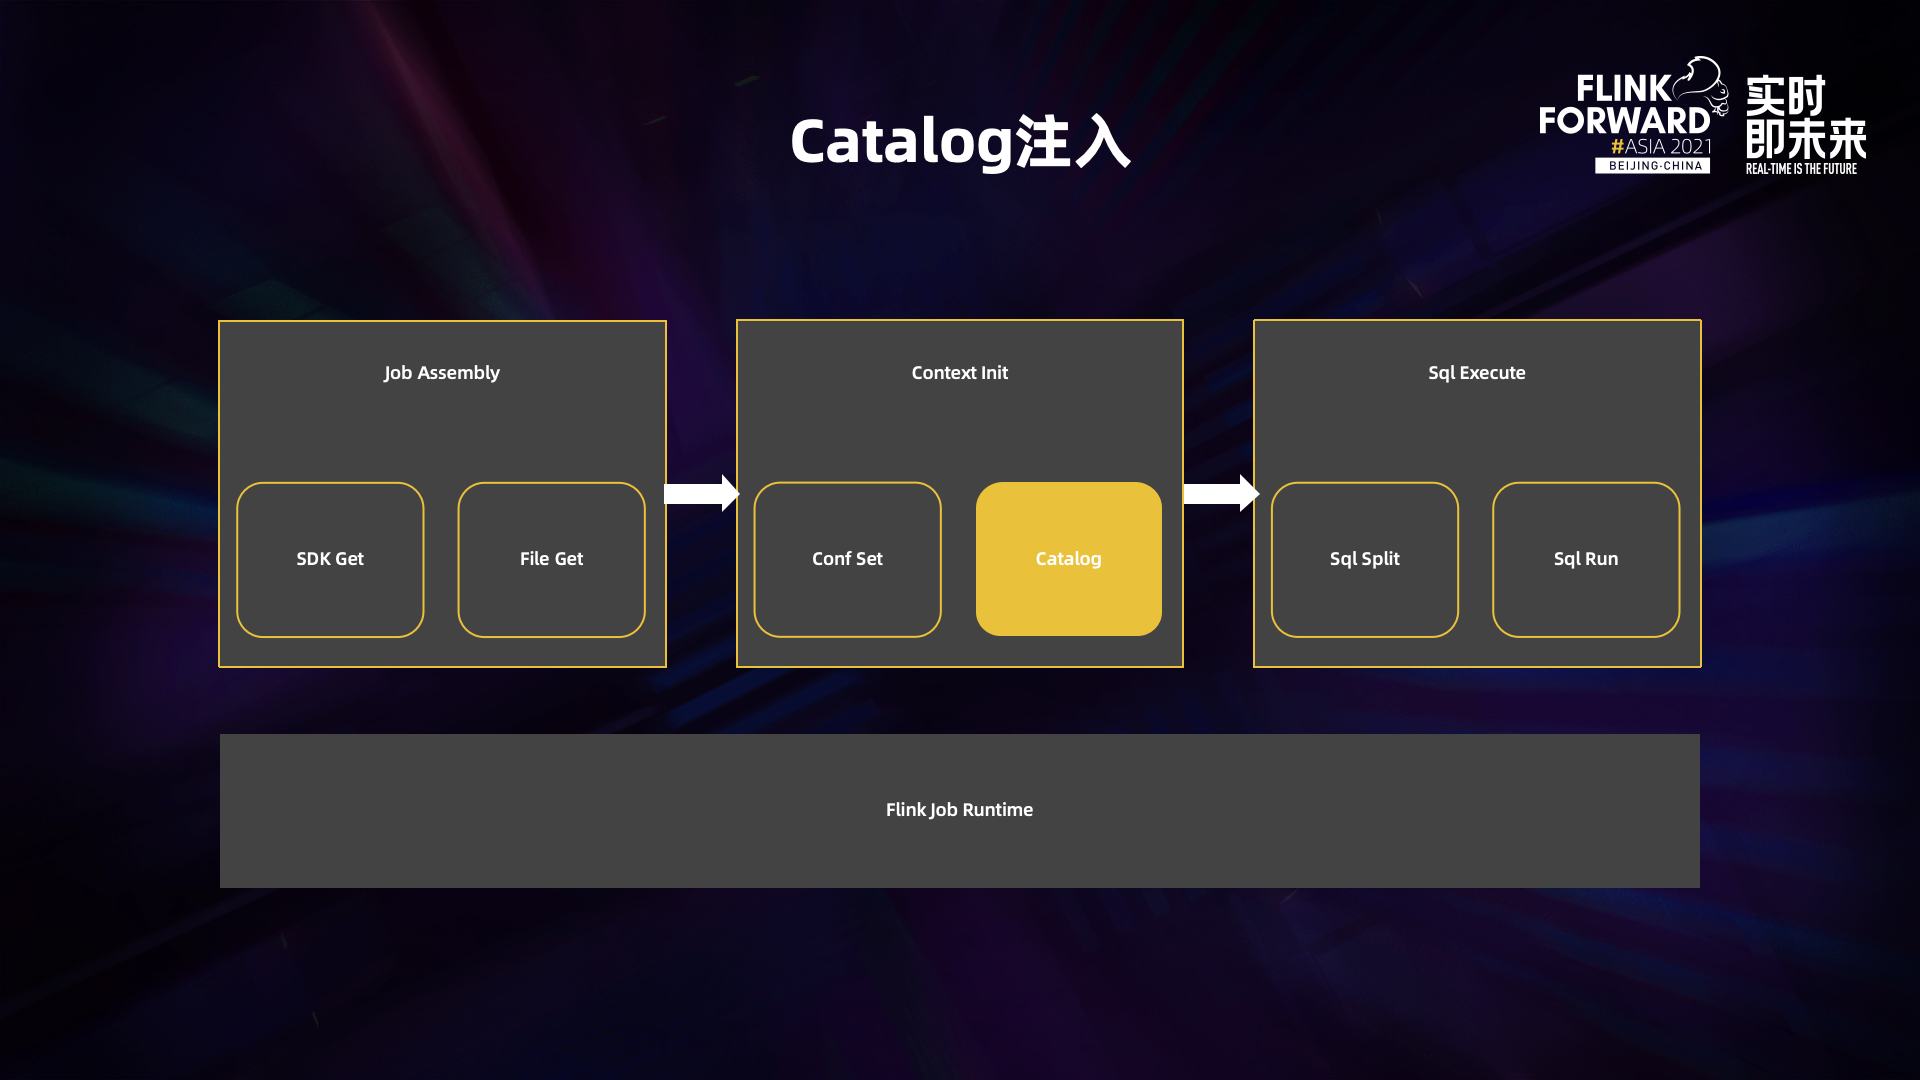 Catalog注入
FLINK
FORWARD
#ASIA 2021
BEIJING·CHINA
实时
即未来
REAL-TIME IS THE FUTURE
Job Assembly
SDK Get
File Get
Context Init
Conf Set
Catalog
Sql Execute
Sql Split
Sql Run
Flink Job Runtime